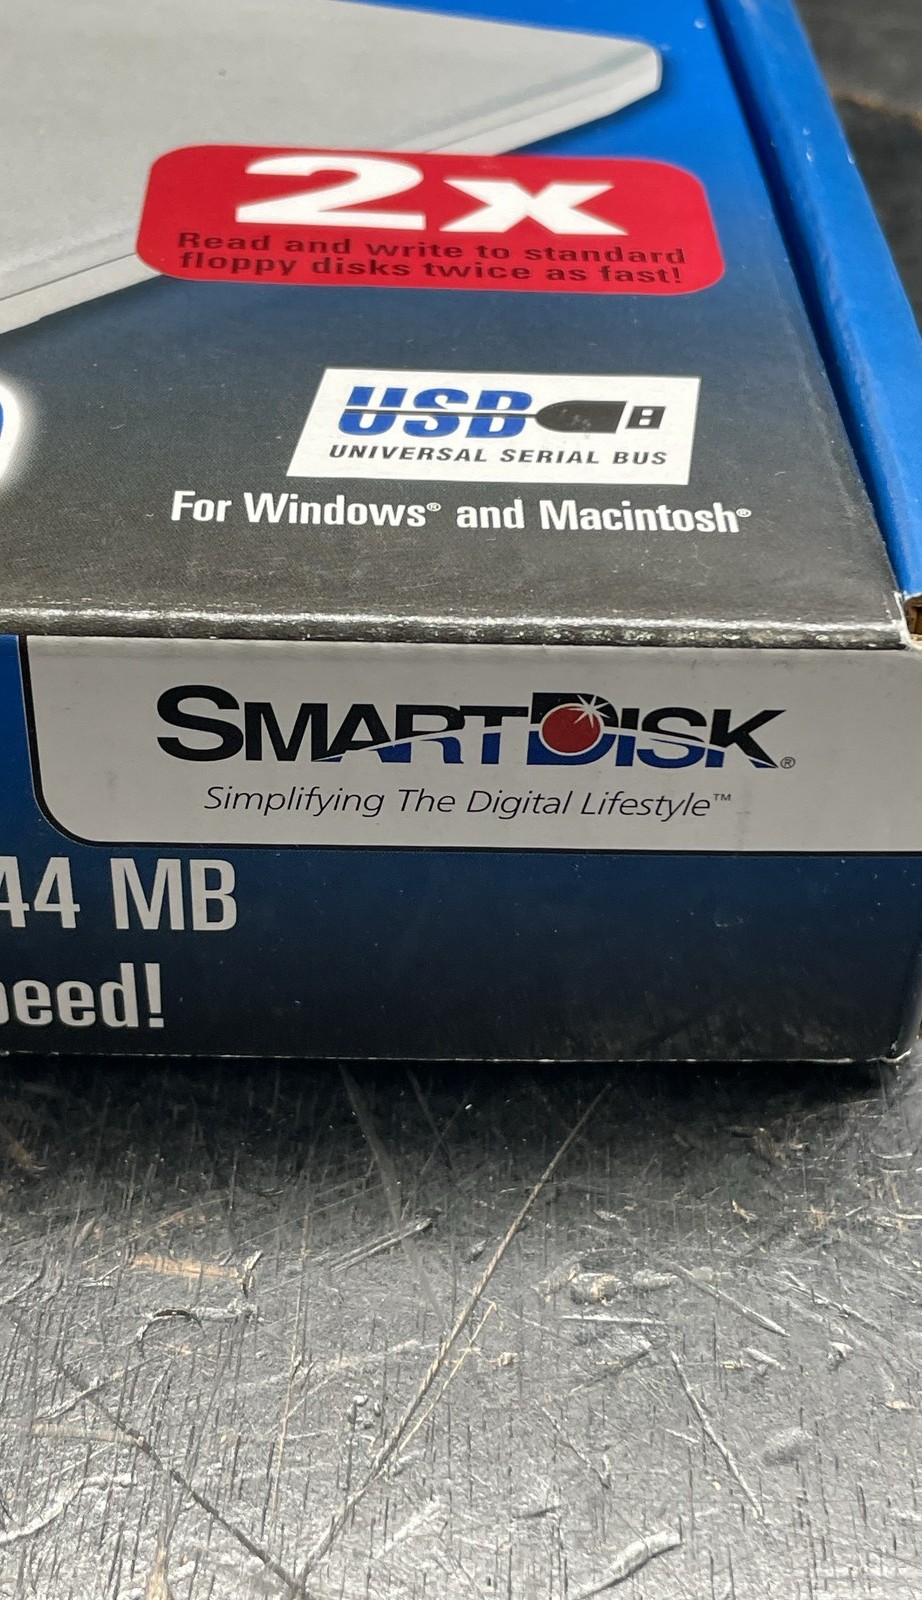 2x
Read and write to standard
floppy disks twice as fast!
USB
UNIVERSAL SERIAL BUS
For Windows® and Macintosh®
SMARTDISK®
Simplifying The Digital Lifestyle™
44 MB
peed!